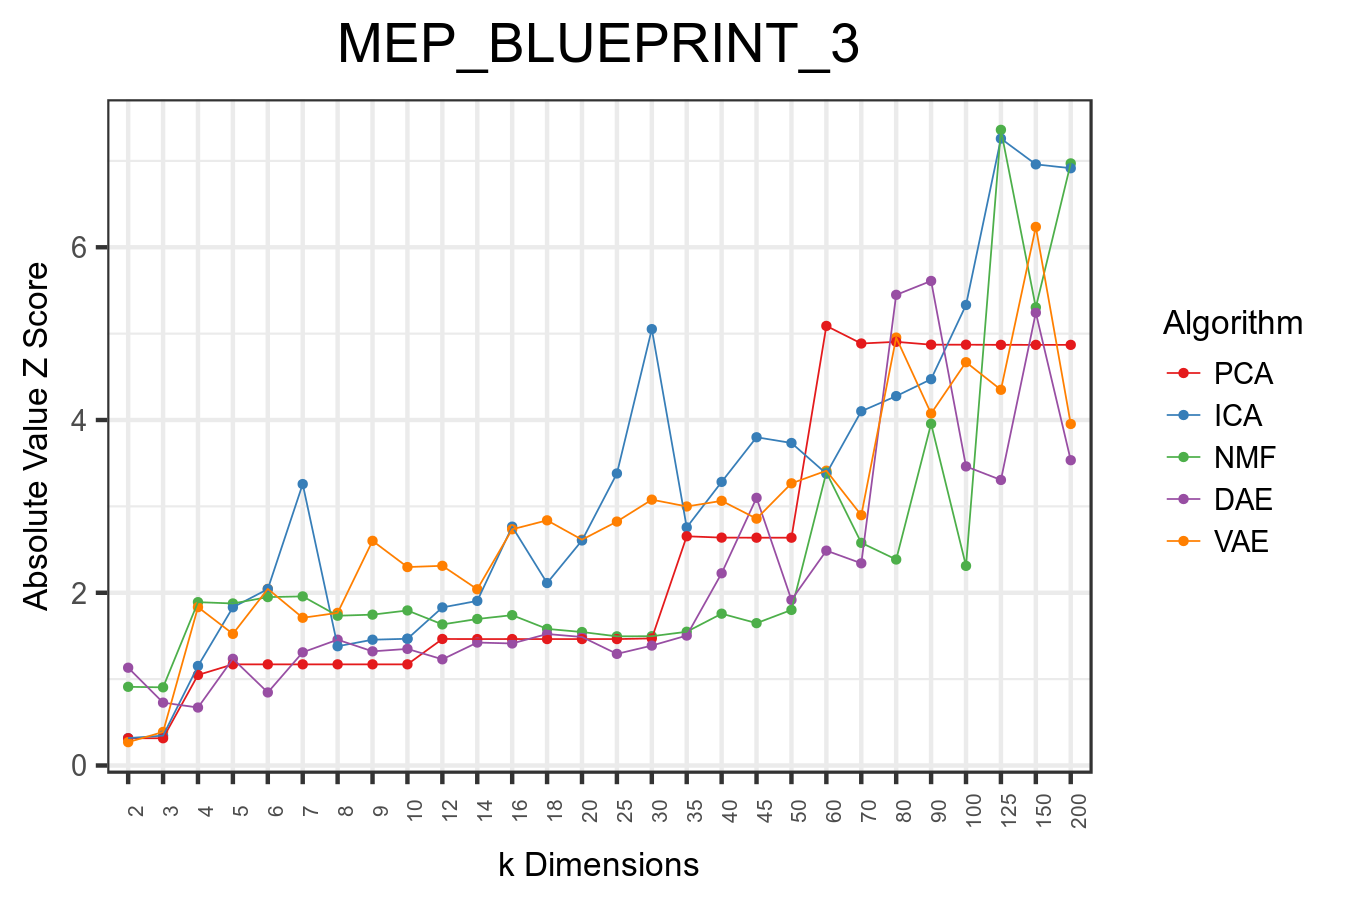 MEP_BLUEPRINT_3
Absolute Value Z Score
6
4
2
0
2 3 4 5 6 7 8 9 10 12 14 16 18 20 25 30 35 40 45 50 60 70 80 90 100 125 150 200
k Dimensions
Algorithm
PCA
ICA
NMF
DAE
VAE